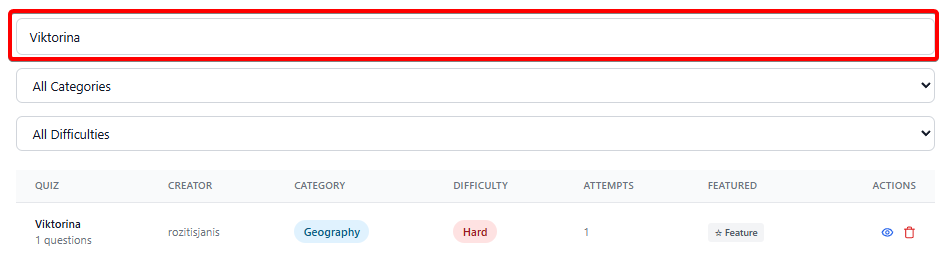 Viktorina
All Categories
All Difficulties
QUIZ CREATOR CATEGORY DIFFICULTY ATTEMPTS FEATURED ACTIONS
Viktorina
1 questions
rozitisjanis Geography Hard 1 ☆ Feature